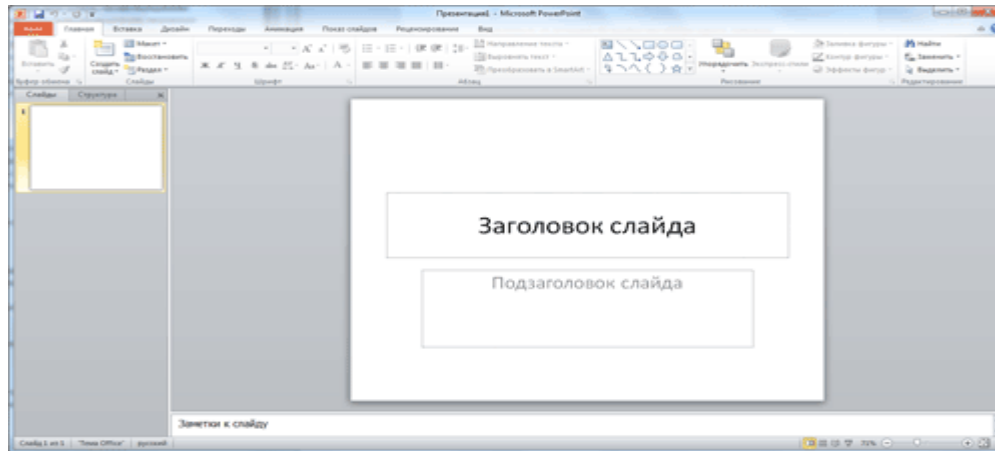 Презентация1 - Microsoft PowerPoint
Файл Главная Вставка Дизайн Переходы Анимация Показ слайдов Рецензирование Вид
Вставить
Создать слайд
Макет
Восстановить
Раздел
Направление текста
Выровнять текст
Преобразовать в SmartArt
Упорядочить Экспресс-стили
Заливка фигуры
Контур фигуры
Эффекты фигур
Найти
Заменить
Выделить
Буфер обмена Слайды Шрифт Абзац Рисование Редактирование
Слайды Структура
1
Заголовок слайда
Подзаголовок слайда
Заметки к слайду
Слайд 1 из 1 "Тема Office" русский 71%